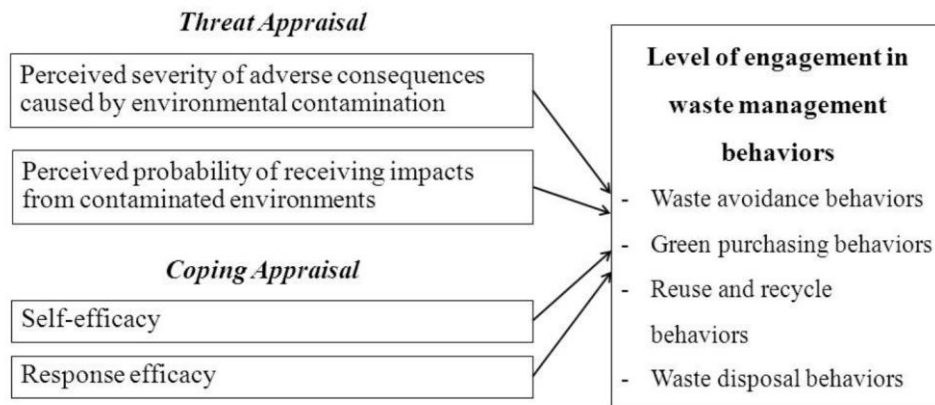 Threat Appraisal
Perceived severity of adverse consequences
caused by environmental contamination
Perceived probability of receiving impacts
from contaminated environments
Coping Appraisal
Self-efficacy
Response efficacy
Level of engagement in
waste management
behaviors
- Waste avoidance behaviors
- Green purchasing behaviors
- Reuse and recycle
behaviors
- Waste disposal behaviors